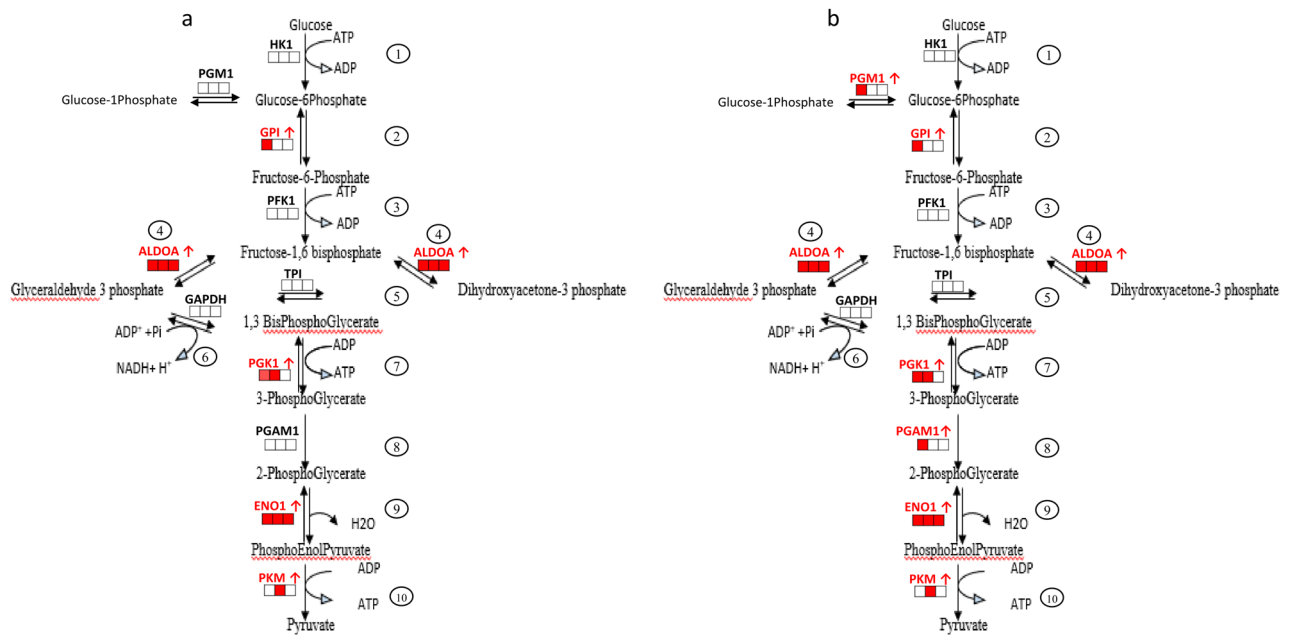 a
Glucose
HK1
ATP
ADP
1
PGM1
Glucose-1Phosphate
Glucose-6Phosphate
GPI ↑
2
Fructose-6-Phosphate
ATP
PFK1
ADP
3
4
ALDOA ↑
Fructose-1,6 bisphosphate
4
ALDOA ↑
Glyceraldehyde 3 phosphate
TPI
Dihydroxyacetone-3 phosphate
5
GAPDH
ADP⁺ +Pi
1,3 BisPhosphoGlycerate
NADH+ H⁺
6
ADP
PGK1 ↑
ATP
7
3-PhosphoGlycerate
PGAM1
8
2-PhosphoGlycerate
ENO1 ↑
H2O
9
PhosphoEnolPyruvate
ADP
PKM ↑
ATP
10
Pyruvate
b
Glucose
HK1
ATP
ADP
1
PGM1 ↑
Glucose-1Phosphate
Glucose-6Phosphate
GPI ↑
2
Fructose-6-Phosphate
ATP
PFK1
ADP
3
4
ALDOA ↑
Fructose-1,6 bisphosphate
4
ALDOA ↑
Glyceraldehyde 3 phosphate
TPI
Dihydroxyacetone-3 phosphate
5
GAPDH
ADP⁺ +Pi
1,3 BisPhosphoGlycerate
NADH+ H⁺
6
ADP
PGK1 ↑
ATP
7
3-PhosphoGlycerate
PGAM1↑
8
2-PhosphoGlycerate
ENO1 ↑
H2O
9
PhosphoEnolPyruvate
ADP
PKM ↑
ATP
10
Pyruvate